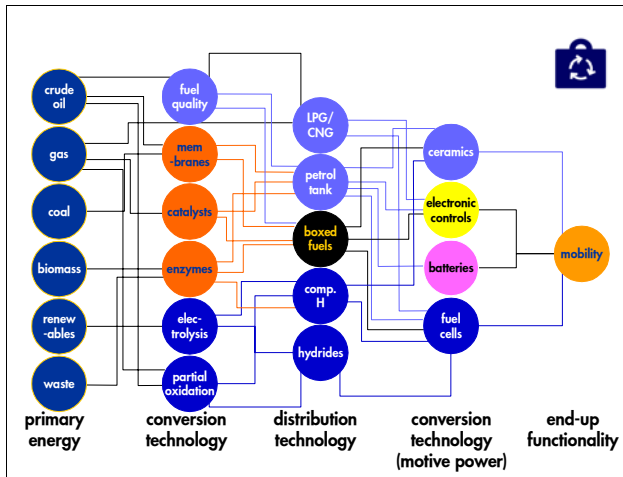 crude
oil
gas
coal
biomass
renew
-ables
waste
primary
energy
fuel
quality
mem
-branes
catalysts
enzymes
elec-
trolysis
partial
oxidation
conversion
technology
LPG/
CNG
petrol
tank
boxed
fuels
comp.
H
hydrides
distribution
technology
ceramics
electronic
controls
batteries
fuel
cells
conversion
technology
(motive power)
mobility
end-up
functionality